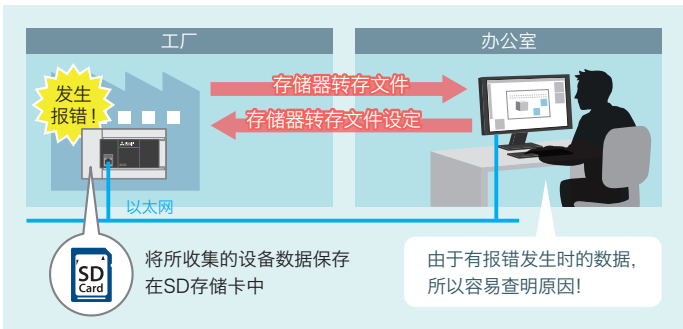 工厂
办公室
发生
报错！
存储器转存文件
存储器转存文件设定
以太网
SD
Card
将所收集的设备数据保存
在SD存储卡中
由于有报错发生时的数据，
所以容易查明原因！